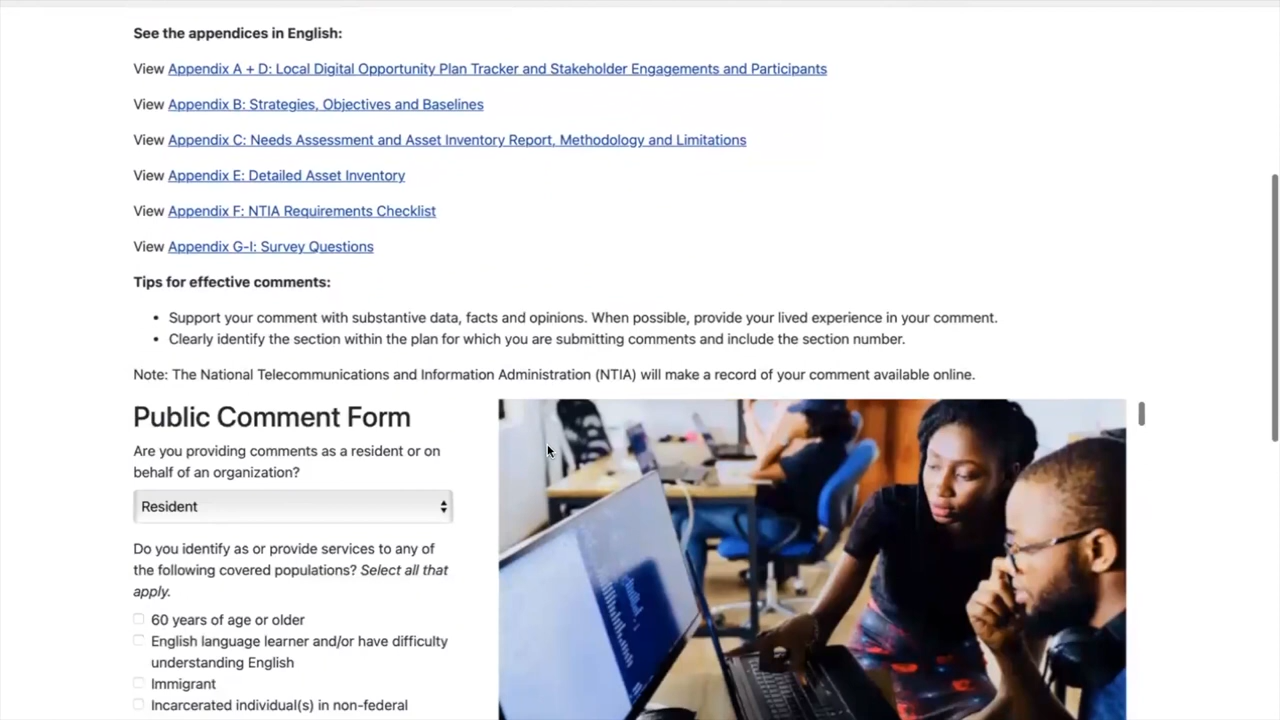 See the appendices in English:
View Appendix A + D: Local Digital Opportunity Plan Tracker and Stakeholder Engagements and Participants
View Appendix B: Strategies, Objectives and Baselines
View Appendix C: Needs Assessment and Asset Inventory Report, Methodology and Limitations
View Appendix E: Detailed Asset Inventory
View Appendix F: NTIA Requirements Checklist
View Appendix G-I: Survey Questions
Tips for effective comments:
• Support your comment with substantive data, facts and opinions. When possible, provide your lived experience in your comment.
• Clearly identify the section within the plan for which you are submitting comments and include the section number.
Note: The National Telecommunications and Information Administration (NTIA) will make a record of your comment available online.
Public Comment Form
Are you providing comments as a resident or on
behalf of an organization?
Resident
Do you identify as or provide services to any of
the following covered populations? Select all that
apply.
60 years of age or older
English language learner and/or have difficulty
understanding English
Immigrant
Incarcerated individual(s) in non-federal